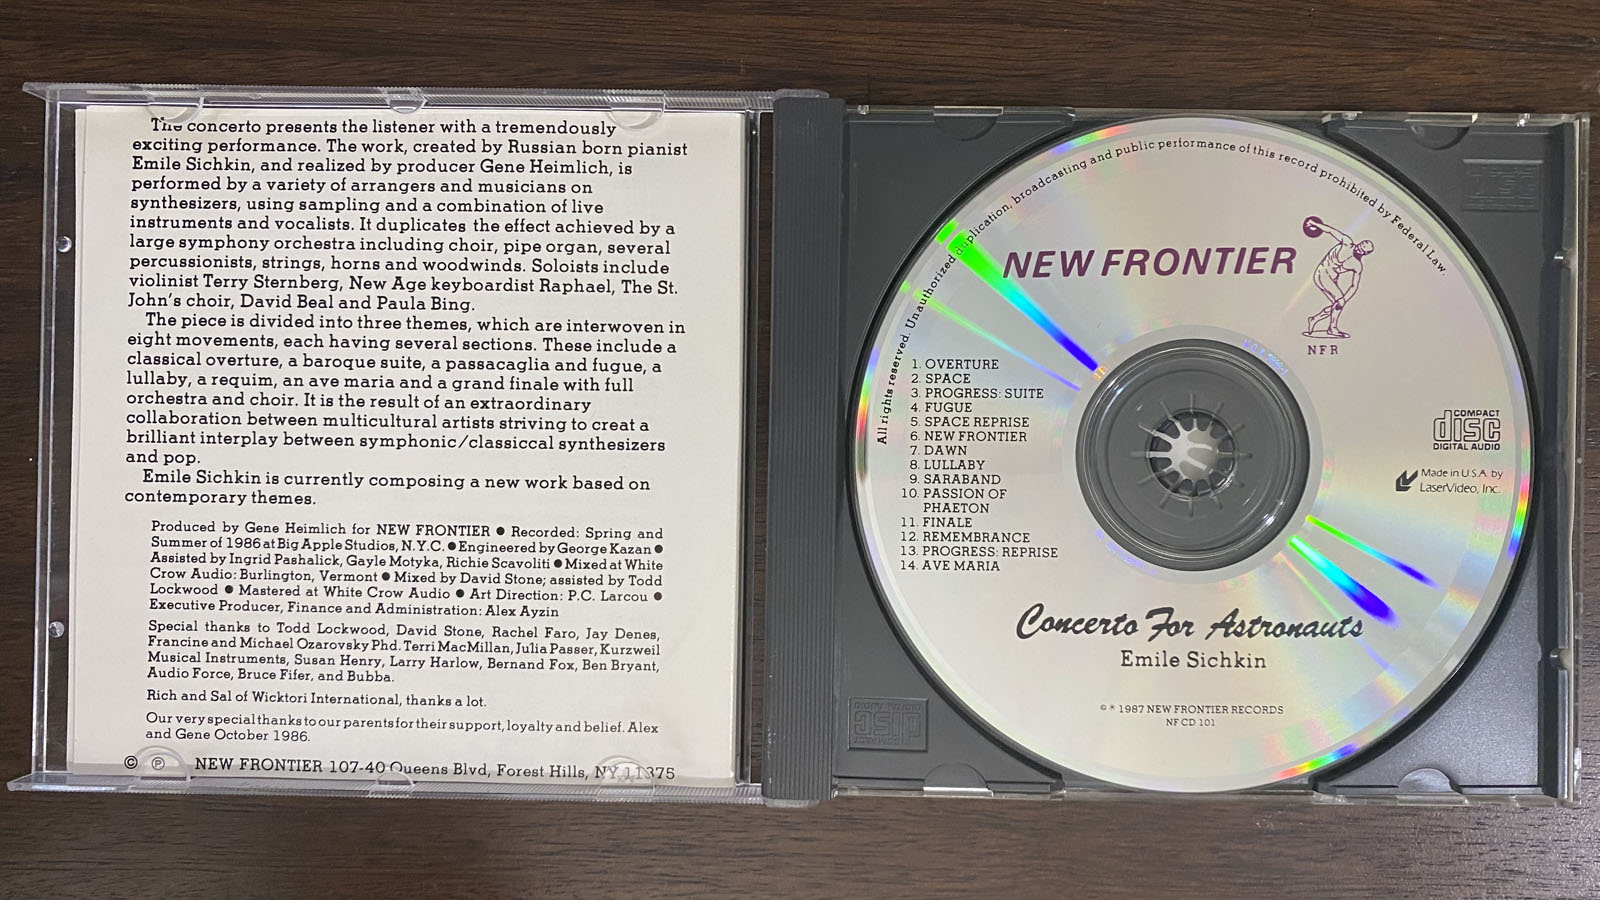 The concerto presents the listener with a tremendously
exciting performance. The work, created by Russian born pianist
Emile Sichkin, and realized by producer Gene Heimlich, is
performed by a variety of arrangers and musicians on
synthesizers, using sampling and a combination of live
instruments and vocalists. It duplicates the effect achieved by a
large symphony orchestra including choir, pipe organ, several
percussionists, strings, horns and woodwinds. Soloists include
violinist Terry Sternberg, New Age keyboardist Raphael, The St.
John's choir, David Beal and Paula Bing.
The piece is divided into three themes, which are interwoven in
eight movements, each having several sections. These include a
classical overture, a baroque suite, a passacaglia and fugue, a
lullaby, a requim, an ave maria and a grand finale with full
orchestra and choir. It is the result of an extraordinary
collaboration between multicultural artists striving to creat a
brilliant interplay between symphonic/classiccal synthesizers
and pop.
Emile Sichkin is currently composing a new work based on
contemporary themes.
Produced by Gene Heimlich for NEW FRONTIER ● Recorded: Spring and
Summer of 1986 at Big Apple Studios, N.Y.C. ● Engineered by George Kazan ●
Assisted by Ingrid Pashalick, Gayle Motyka, Richie Scavoliti ● Mixed at White
Crow Audio: Burlington, Vermont ● Mixed by David Stone; assisted by Todd
Lockwood ● Mastered at White Crow Audio ● Art Direction: P.C. Larcou ●
Executive Producer, Finance and Administration: Alex Ayzin
Special thanks to Todd Lockwood, David Stone, Rachel Faro, Jay Denes,
Francine and Michael Ozarovsky Phd. Terri MacMillan, Julia Passer, Kurzweil
Musical Instruments, Susan Henry, Larry Harlow, Bernand Fox, Ben Bryant,
Audio Force, Bruce Fifer, and Bubba.
Rich and Sal of Wicktori International, thanks a lot.
Our very special thanks to our parents for their support, loyalty and belief. Alex
and Gene October 1986.
© ℗ NEW FRONTIER 107-40 Queens Blvd, Forest Hills, NY 11375
All rights reserved. Unauthorized duplication, broadcasting and public performance of this record prohibited by Federal Law.
NEW FRONTIER
NFR
1. OVERTURE
2. SPACE
3. PROGRESS: SUITE
4. FUGUE
5. SPACE REPRISE
6. NEW FRONTIER
7. DAWN
8. LULLABY
9. SARABAND
10. PASSION OF
PHAETON
11. FINALE
12. REMEMBRANCE
13. PROGRESS: REPRISE
14. AVE MARIA
COMPACT
disc
DIGITAL AUDIO
Made in U.S.A. by
LaserVideo, Inc.
Concerto For Astronauts
Emile Sichkin
© ℗ 1987 NEW FRONTIER RECORDS
NF CD 101
COMPACT
disc
DIGITAL AUDIO